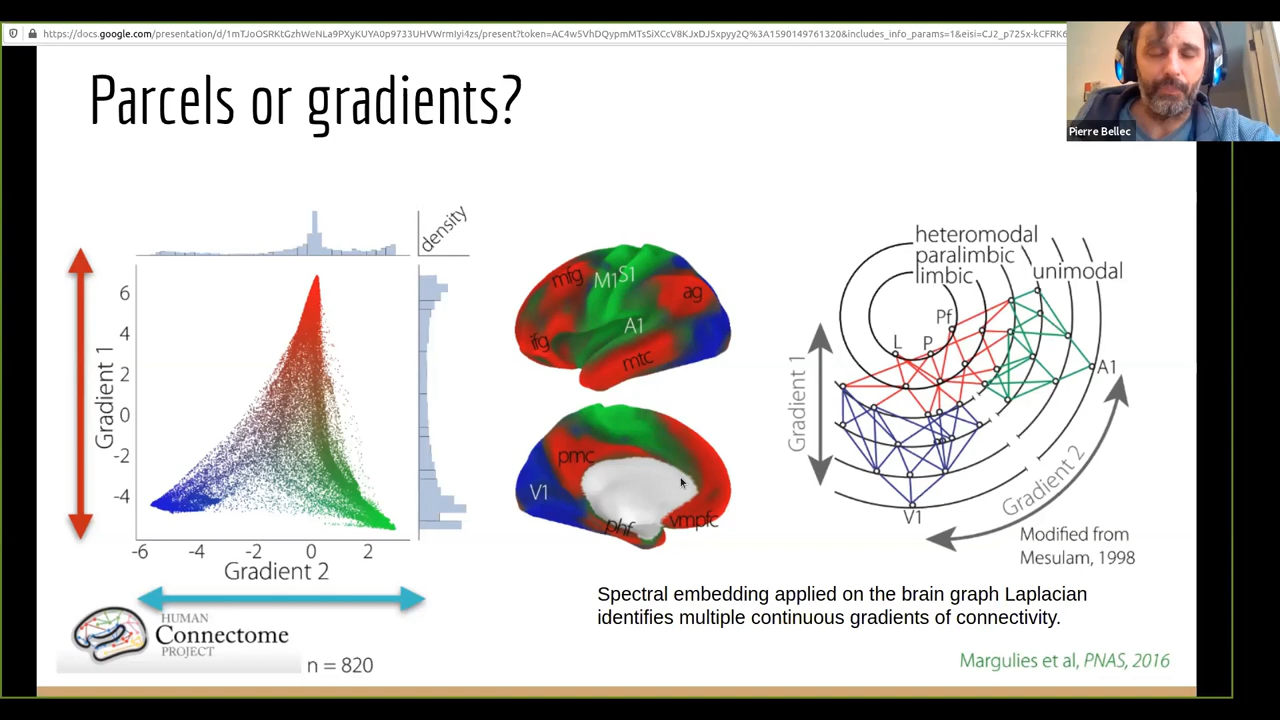 Parcels or gradients?
Pierre Bellec
density
6
4
2
0
-2
-4
Gradient 1
-6
-4
-2
0
2
Gradient 2
HUMAN
Connectome
PROJECT
n = 820
mfg
M1
S1
ag
A1
ifg
mtc
pmc
V1
phf
vmpfc
heteromodal
paralimbic
limbic
unimodal
Pf
L
P
A1
Gradient 1
Gradient 2
V1
Modified from
Mesulam, 1998
Spectral embedding applied on the brain graph Laplacian
identifies multiple continuous gradients of connectivity.
Margulies et al, PNAS, 2016